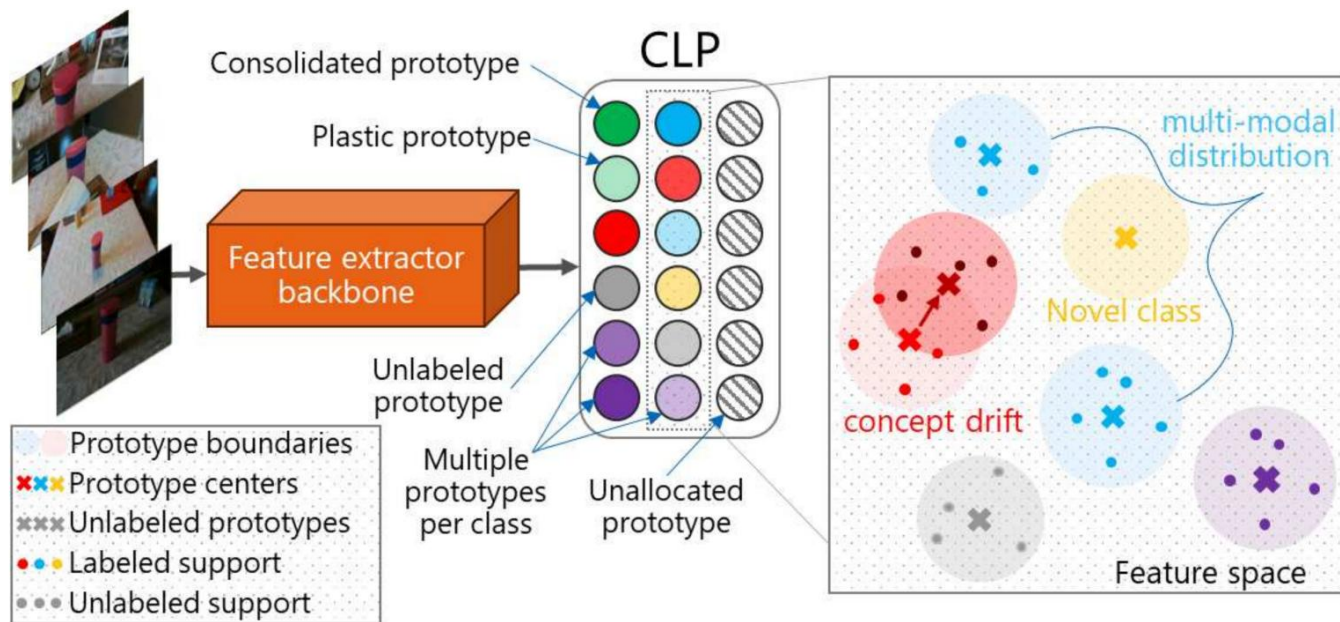 CLP
Consolidated prototype
Plastic prototype
Feature extractor
backbone
Unlabeled
prototype
Multiple
prototypes
per class
Unallocated
prototype
multi-modal
distribution
Novel class
concept drift
Feature space
Prototype boundaries
Prototype centers
Unlabeled prototypes
Labeled support
Unlabeled support